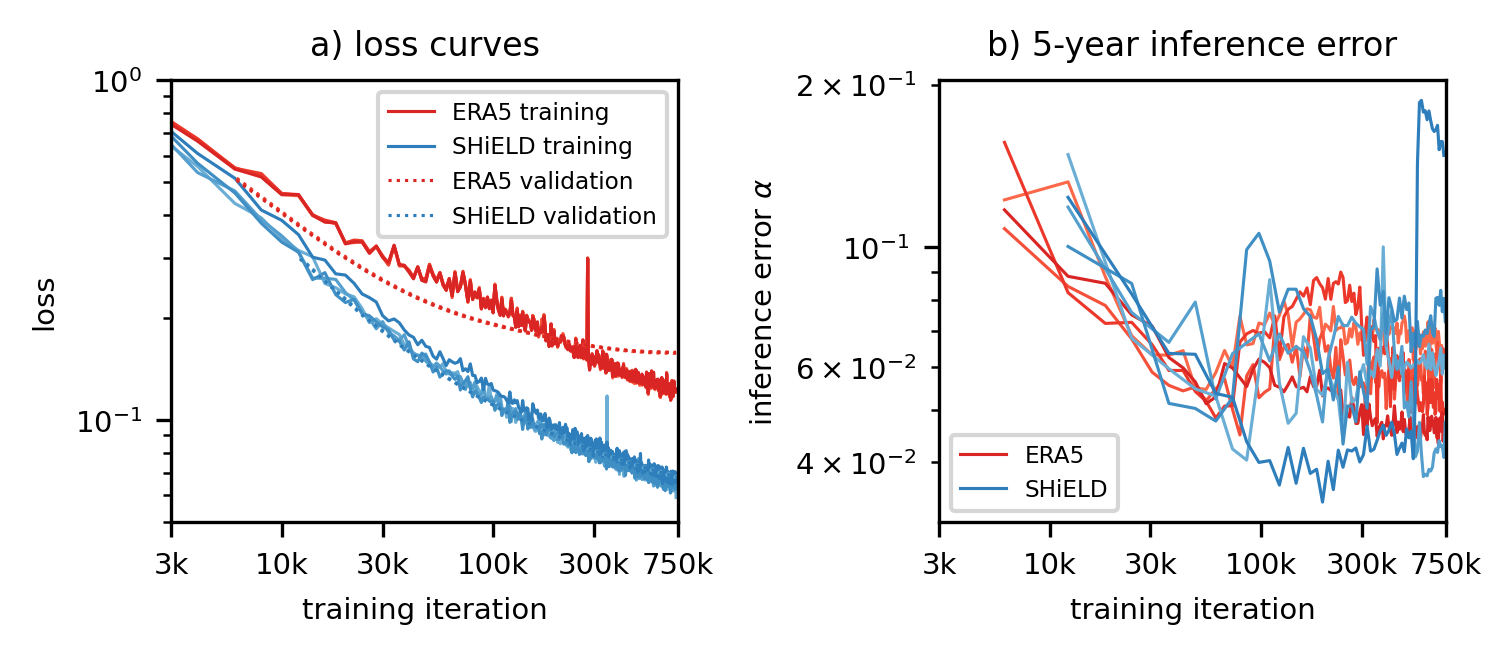 a) loss curves
10⁰
10⁻¹
loss
ERA5 training
SHiELD training
ERA5 validation
SHiELD validation
3k 10k 30k 100k 300k 750k
training iteration
b) 5-year inference error
2 × 10⁻¹
10⁻¹
6 × 10⁻²
4 × 10⁻²
inference error α
ERA5
SHiELD
3k 10k 30k 100k 300k 750k
training iteration